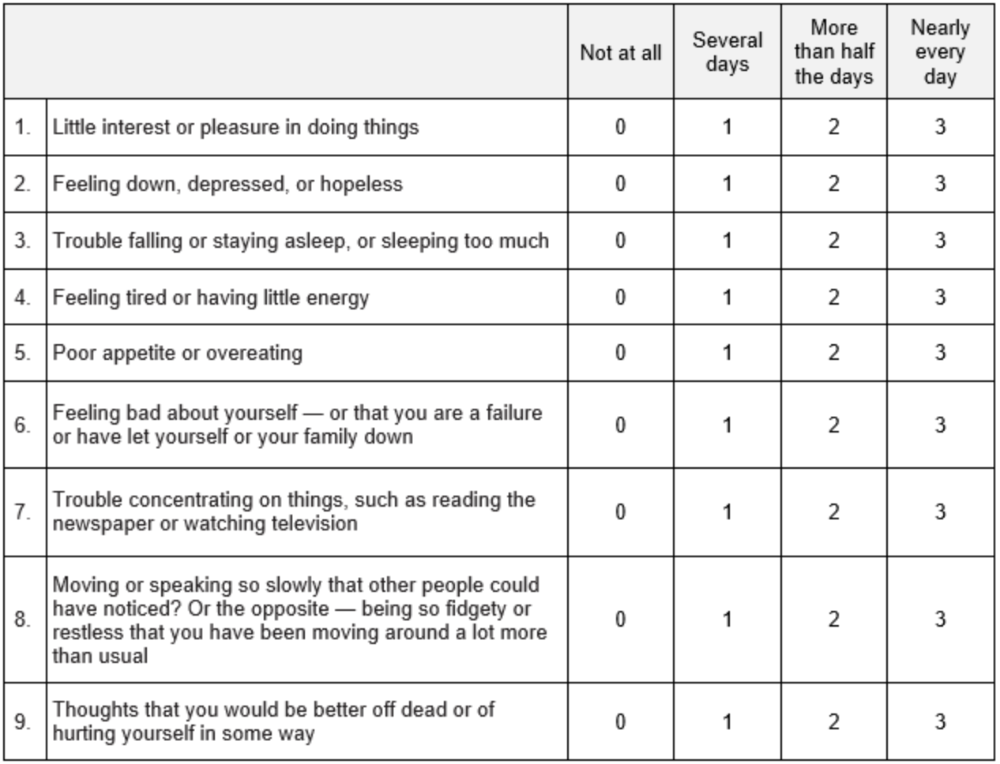 Not at all
Several
days
More
than half
the days
Nearly
every
day
1. Little interest or pleasure in doing things 0 1 2 3
2. Feeling down, depressed, or hopeless 0 1 2 3
3. Trouble falling or staying asleep, or sleeping too much 0 1 2 3
4. Feeling tired or having little energy 0 1 2 3
5. Poor appetite or overeating 0 1 2 3
6. Feeling bad about yourself — or that you are a failure
or have let yourself or your family down 0 1 2 3
7. Trouble concentrating on things, such as reading the
newspaper or watching television 0 1 2 3
8. Moving or speaking so slowly that other people could
have noticed? Or the opposite — being so fidgety or
restless that you have been moving around a lot more
than usual 0 1 2 3
9. Thoughts that you would be better off dead or of
hurting yourself in some way 0 1 2 3